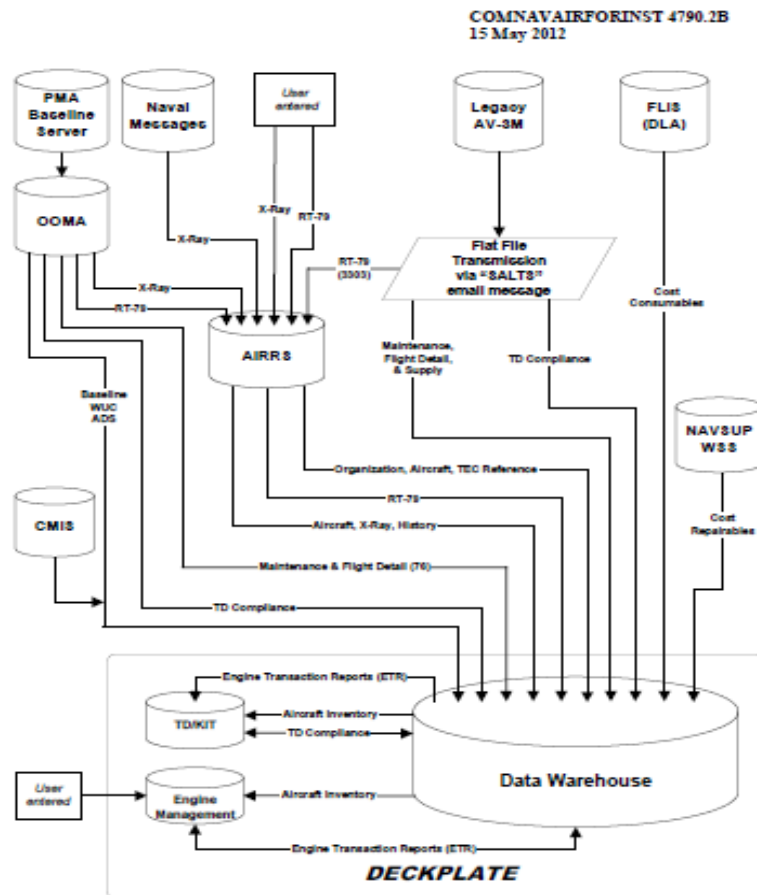 COMNAVAIRFORINST 4790.2B
15 May 2012
PMA
Baseline
Server
Naval
Messages
User
entered
Legacy
AV-3M
FLIS
(DLA)
OOMA
X-Ray
RT-79
X-Ray
X-Ray
RT-79
RT-79
(3303)
Flat File
Transmission
via "SALTS"
email message
Cost
Consumables
AIRRS
Maintenance,
Flight Detail,
& Supply
TD Compliance
Baseline
WUC
ADS
NAVSUP
WSS
Organization, Aircraft, TEC Reference
RT-79
CMIS
Aircraft, X-Ray, History
Cost
Repairables
Maintenance & Flight Detail (76)
TD Compliance
Engine Transaction Reports (ETR)
TD/KIT
Aircraft Inventory
TD Compliance
Data Warehouse
User
entered
Engine
Management
Aircraft Inventory
Engine Transaction Reports (ETR)
DECKPLATE